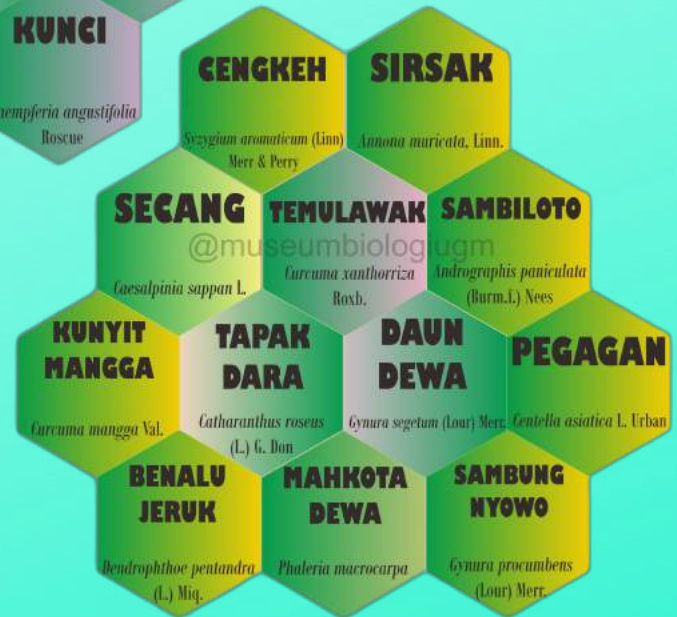 KUNCI
angustifolia
Roscue
CENGKEH
Syzygium aromaticum (Linn)
Merr & Perry
SIRSAK
Annona muricata, Linn.
SECANG
Caesalpinia sappan L.
TEMULAWAK
Curcuma xanthorriza
Roxb.
SAMBILOTO
Andrographis paniculata
(Burm.f.) Nees
@museumbiologiugm
KUNYIT
MANGGA
Curcuma mangga Val.
TAPAK
DARA
Catharanthus roseus
(L.) G. Don
DAUN
DEWA
Gynura segetum (Lour) Merr.
PEGAGAN
Centella asiatica L. Urban
BENALU
JERUK
Dendrophthoe pentandra
(L.) Miq.
MAHKOTA
DEWA
Phaleria macrocarpa
SAMBUNG
NYOWO
Gynura procumbens
(Lour) Merr.